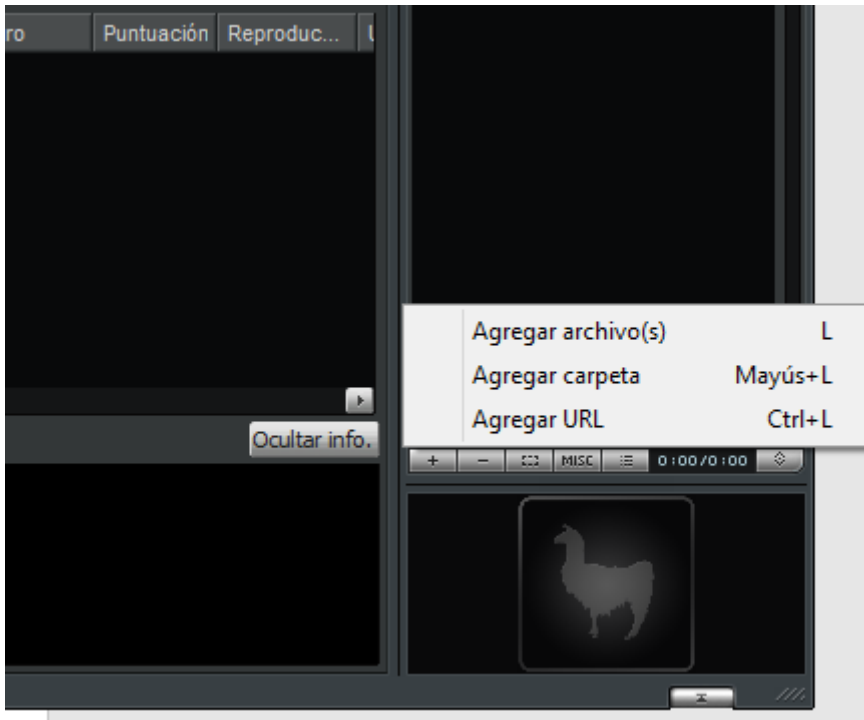 ro Puntuación Reproduc...
Agregar archivo(s) L
Agregar carpeta Mayús+L
Agregar URL Ctrl+L
Ocultar info.
+ - MISC 0:00/0:00